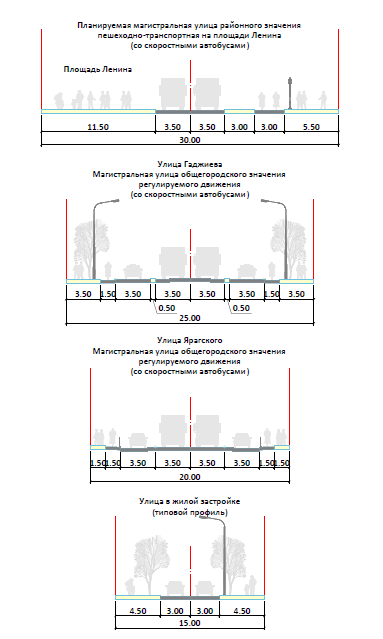 Планируемая магистральная улица районного значения
пешеходно-транспортная на площади Ленина
(со скоростными автобусами)
Площадь Ленина
11.50 3.50 3.50 3.00 3.00 5.50
30.00
Улица Гаджиева
Магистральная улица общегородского значения
регулируемого движения
(со скоростными автобусами)
3.50 1.50 3.50 3.50 3.50 3.50 1.50 3.50
0.50 0.50
25.00
Улица Ярагского
Магистральная улица общегородского значения
регулируемого движения
(со скоростными автобусами)
1.50 1.50 3.50 3.50 3.50 3.50 1.50 1.50
20.00
Улица в жилой застройке
(типовой профиль)
4.50 3.00 3.00 4.50
15.00